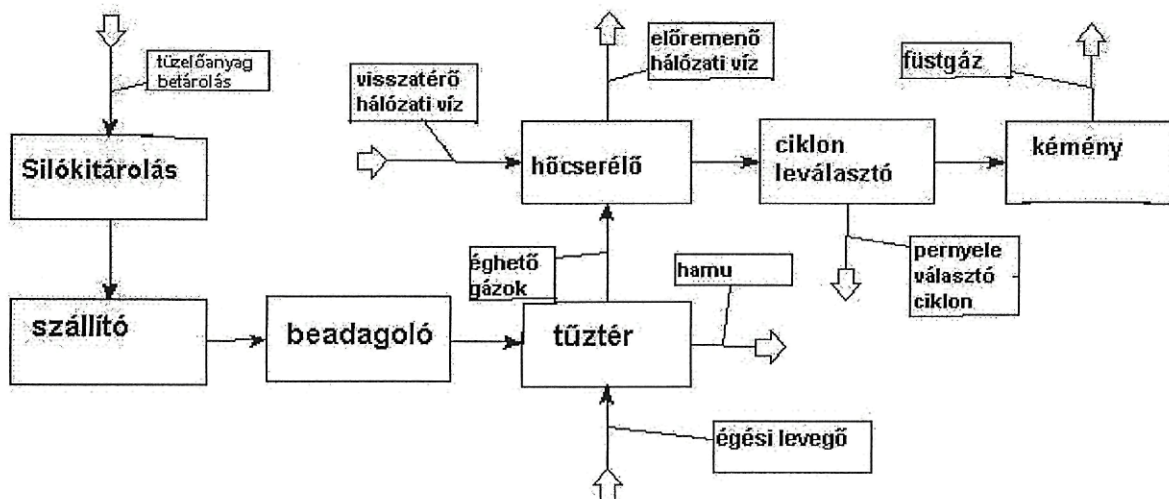 tüzelőanyag
betárolás
visszatérő
hálózati víz
előremenő
hálózati víz
füstgáz
Silókitárolás
hőcserélő
ciklon
leválasztó
kémény
éghető
gázok
hamu
pernyele
választó
ciklon
szállító
beadagoló
tűztér
égési levegő